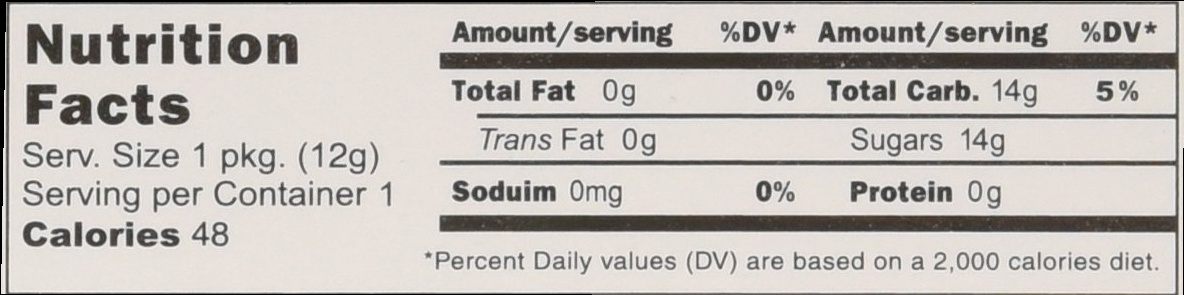 Nutrition
Facts
Serv. Size 1 pkg. (12g)
Serving per Container 1
Calories 48
Amount/serving %DV* Amount/serving %DV*
Total Fat 0g 0% Total Carb. 14g 5%
Trans Fat 0g Sugars 14g
Soduim 0mg 0% Protein 0g
*Percent Daily values (DV) are based on a 2,000 calories diet.